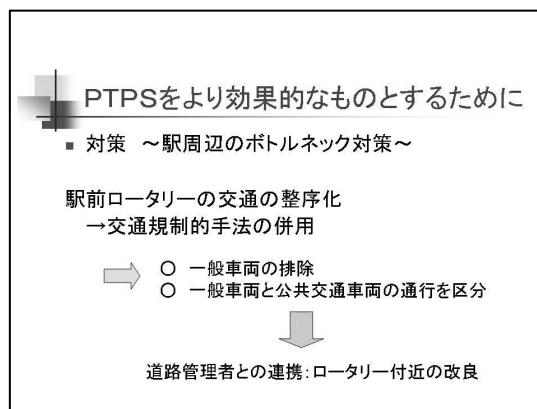 PTPSをより効果的なものとするために
■ 対策 ～駅周辺のボトルネック対策～
駅前ロータリーの交通の整序化
→交通規制的手法の併用
○ 一般車両の排除
○ 一般車両と公共交通車両の通行を区分
道路管理者との連携:ロータリー付近の改良